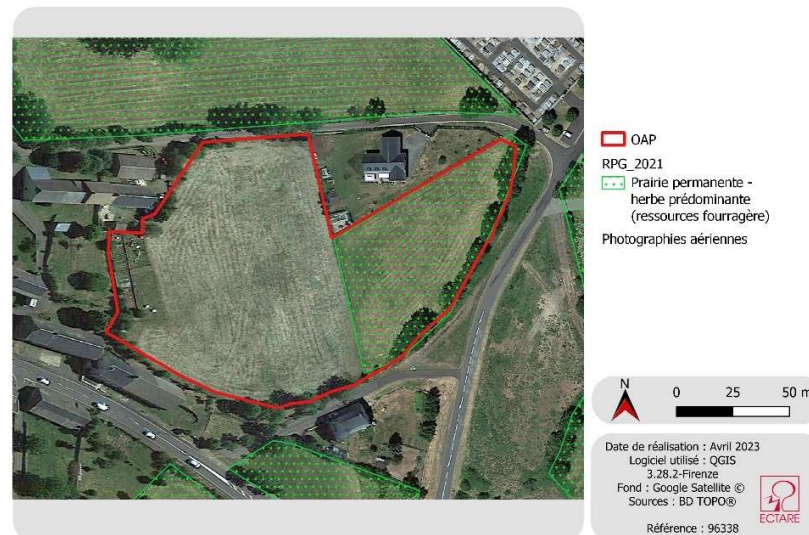 OAP
RPG_2021
Prairie permanente -
herbe prédominante
(ressources fourragère)
Photographies aériennes
N
0 25 50 m
Date de réalisation : Avril 2023
Logiciel utilisé : QGIS
3.28.2-Firenze
Fond : Google Satellite ©
Sources : BD TOPO®
Référence : 96338
ECTARE